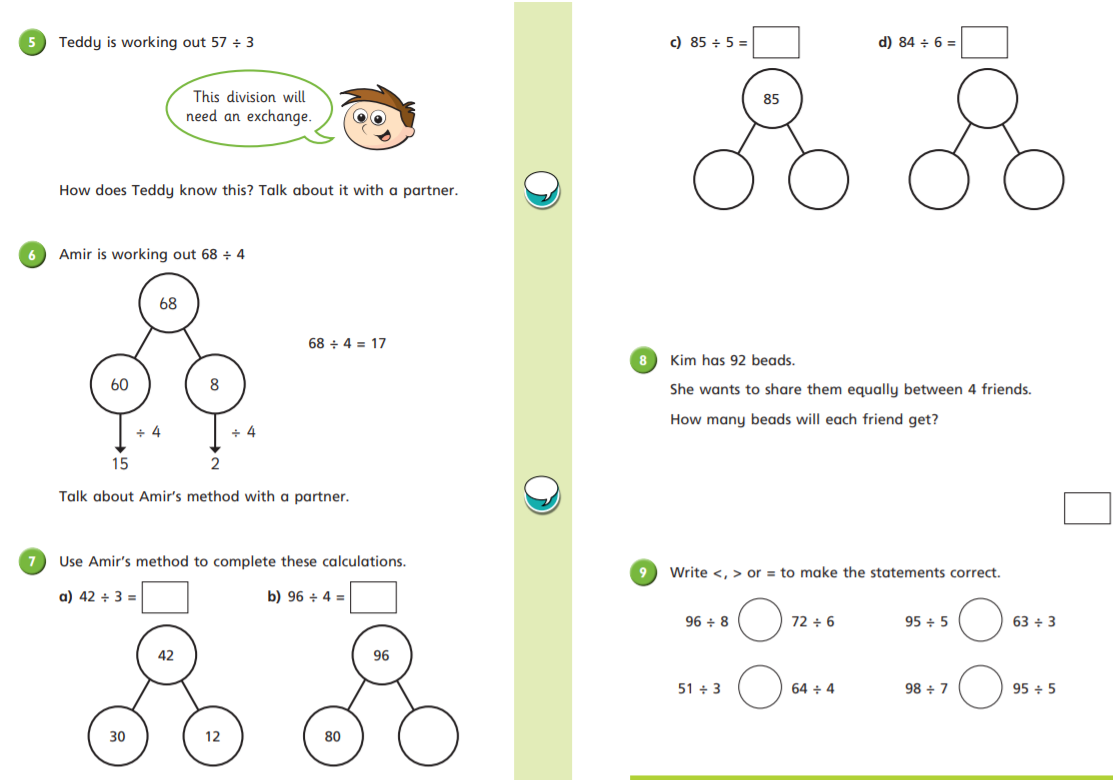 5 Teddy is working out 57 ÷ 3
This division will
need an exchange.
How does Teddy know this? Talk about it with a partner.
6 Amir is working out 68 ÷ 4
68
68 ÷ 4 = 17
60 8
÷ 4 ÷ 4
15 2
Talk about Amir's method with a partner.
7 Use Amir's method to complete these calculations.
a) 42 ÷ 3 =
b) 96 ÷ 4 =
42 96
30 12 80
c) 85 ÷ 5 =
d) 84 ÷ 6 =
85
8 Kim has 92 beads.
She wants to share them equally between 4 friends.
How many beads will each friend get?
9 Write <, > or = to make the statements correct.
96 ÷ 8 72 ÷ 6 95 ÷ 5 63 ÷ 3
51 ÷ 3 64 ÷ 4 98 ÷ 7 95 ÷ 5